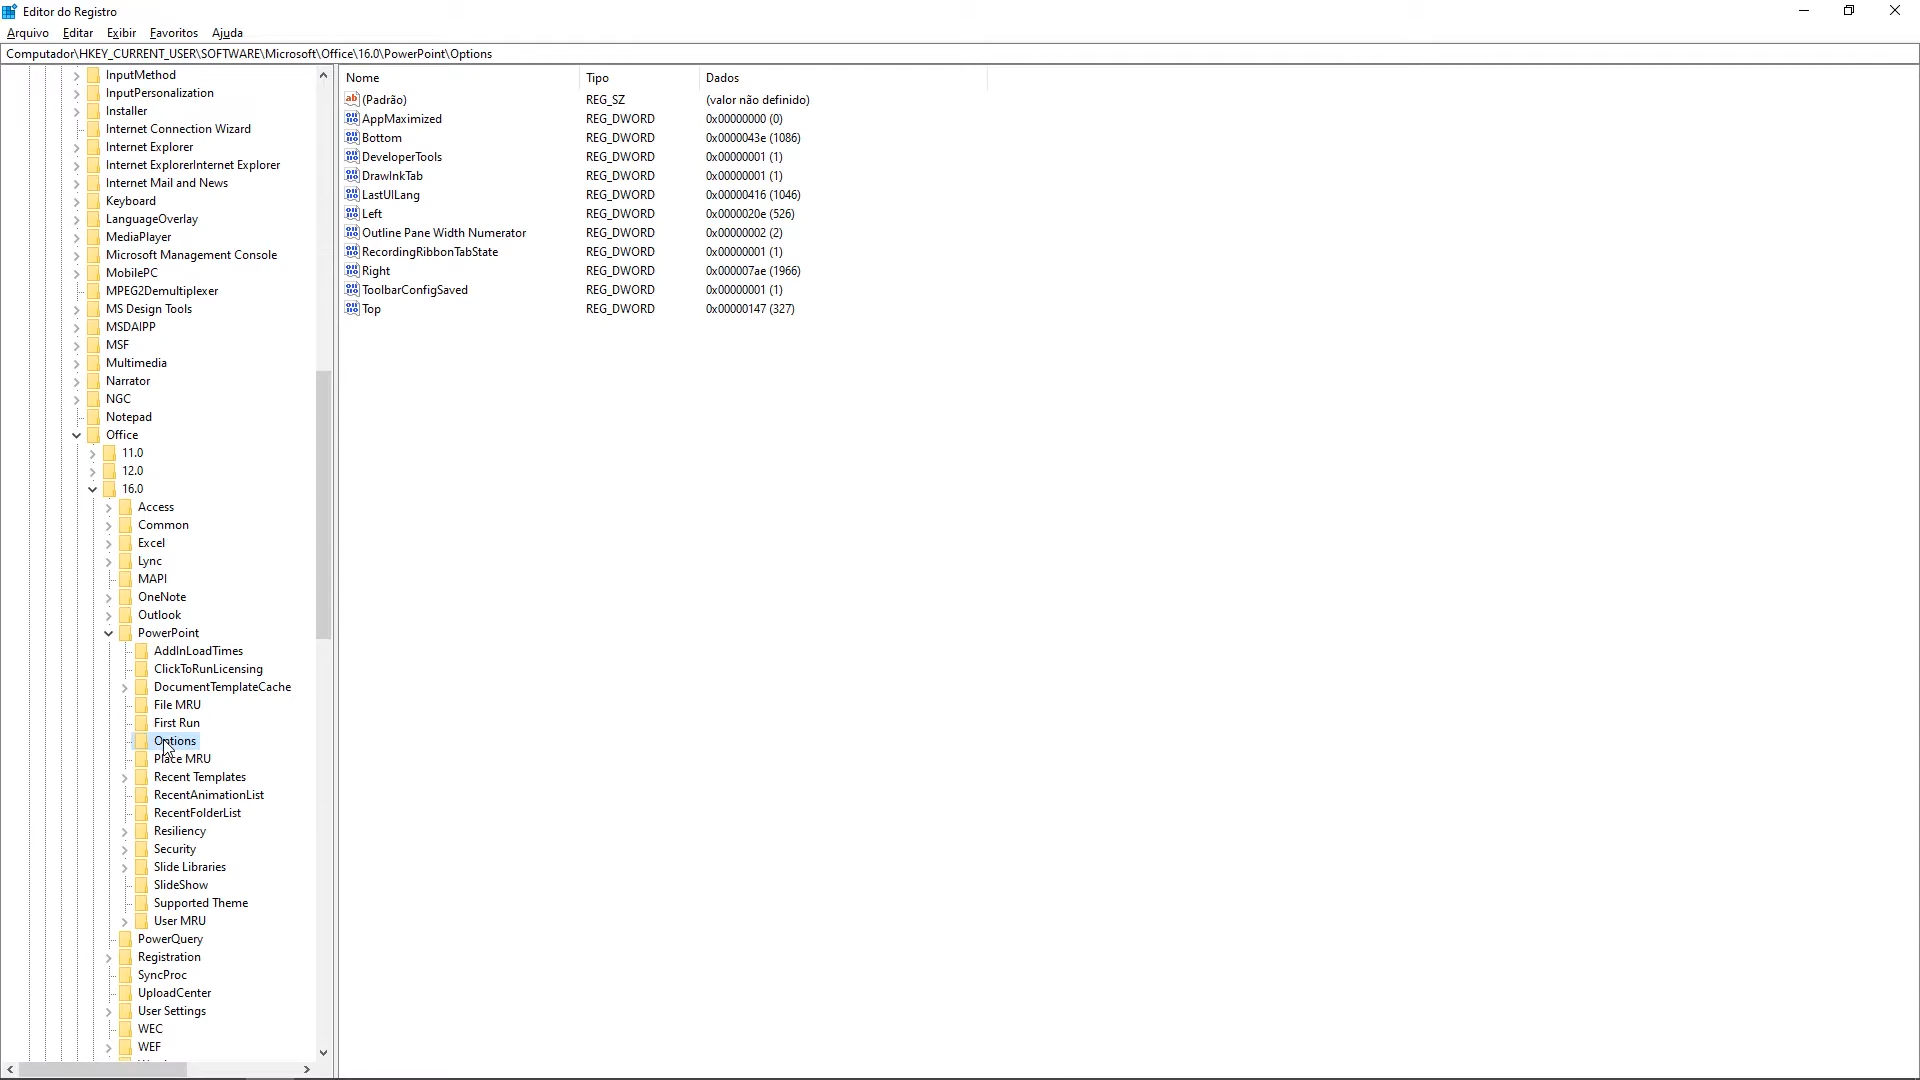 Editor do Registro
Arquivo Editar Exibir Favoritos Ajuda
Computador\HKEY_CURRENT_USER\SOFTWARE\Microsoft\Office\16.0\PowerPoint\Options
InputMethod
InputPersonalization
Installer
Internet Connection Wizard
Internet Explorer
Internet ExplorerInternet Explorer
Internet Mail and News
Keyboard
LanguageOverlay
MediaPlayer
Microsoft Management Console
MobilePC
MPEG2Demultiplexer
MS Design Tools
MSDAIPP
MSF
Multimedia
Narrator
NGC
Notepad
Office
11.0
12.0
16.0
Access
Common
Excel
Lync
MAPI
OneNote
Outlook
PowerPoint
AddInLoadTimes
ClickToRunLicensing
DocumentTemplateCache
File MRU
First Run
Options
Place MRU
Recent Templates
RecentAnimationList
RecentFolderList
Resiliency
Security
Slide Libraries
SlideShow
Supported Theme
User MRU
PowerQuery
Registration
SyncProc
UploadCenter
User Settings
WEC
WEF
Nome Tipo Dados
(Padrão) REG_SZ (valor não definido)
AppMaximized REG_DWORD 0x00000000 (0)
Bottom REG_DWORD 0x0000043e (1086)
DeveloperTools REG_DWORD 0x00000001 (1)
DrawInkTab REG_DWORD 0x00000001 (1)
LastUILang REG_DWORD 0x00000416 (1046)
Left REG_DWORD 0x0000020e (526)
Outline Pane Width Numerator REG_DWORD 0x00000002 (2)
RecordingRibbonTabState REG_DWORD 0x00000001 (1)
Right REG_DWORD 0x000007ae (1966)
ToolbarConfigSaved REG_DWORD 0x00000001 (1)
Top REG_DWORD 0x00000147 (327)